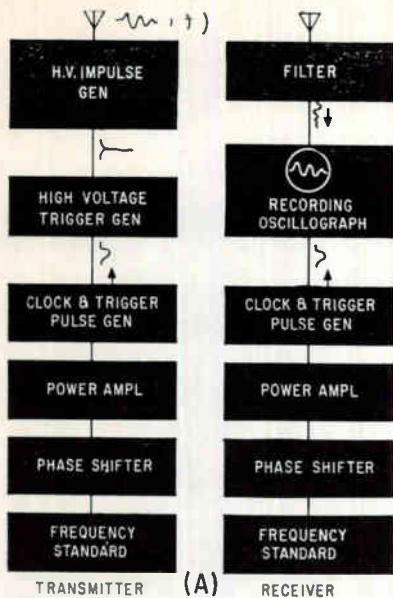 H.V. IMPULSE
GEN
HIGH VOLTAGE
TRIGGER GEN
CLOCK & TRIGGER
PULSE GEN
POWER AMPL
PHASE SHIFTER
FREQUENCY
STANDARD
TRANSMITTER
(A)
FILTER
RECORDING
OSCILLOGRAPH
CLOCK & TRIGGER
PULSE GEN
POWER AMPL
PHASE SHIFTER
FREQUENCY
STANDARD
RECEIVER